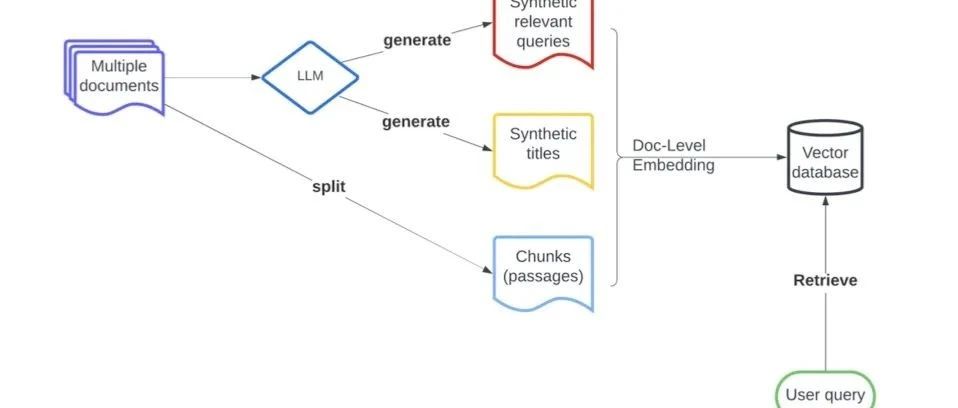 Synthetic
relevant
queries
generate
Multiple
documents
LLM
generate
Synthetic
titles
Doc-Level
Embedding
Vector
database
split
Chunks
(passages)
Retrieve
User query